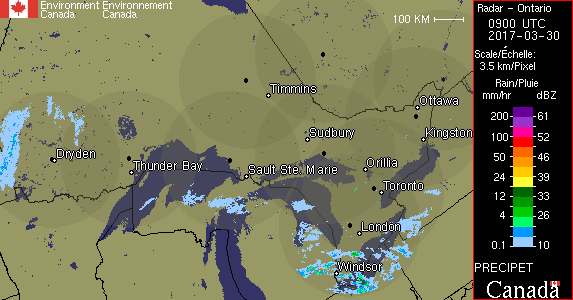 Environment Environnement
Canada Canada
100 KM
Timmins
Ottawa
Sudbury
Kingston
Dryden
Thunder Bay
Sault Ste. Marie
Orillia
Toronto
London
Windsor
Radar - Ontario
0900 UTC
2017-03-30
Scale/Échelle:
3.5 km/Pixel
Rain/Pluie
mm/hr dBZ
200 61
100 52
50 46
24 39
12 33
4 26
0.1 10
PRECIPET
Canada